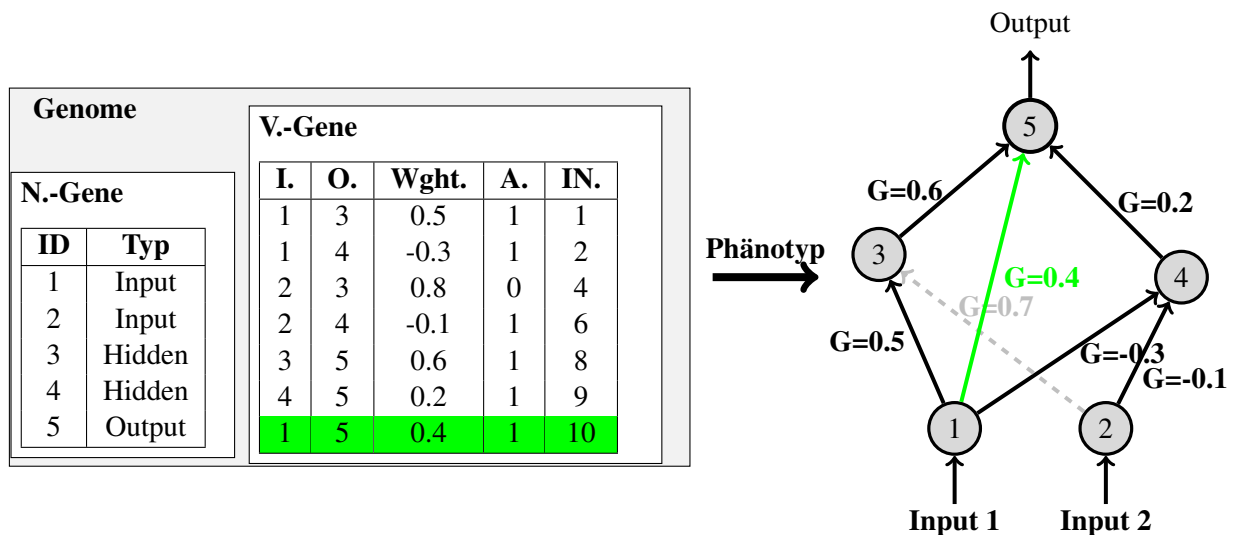 Genome
N.-Gene
ID Typ
1 Input
2 Input
3 Hidden
4 Hidden
5 Output
V.-Gene
I. O. Wght. A. IN.
1 3 0.5 1 1
1 4 -0.3 1 2
2 3 0.8 0 4
2 4 -0.1 1 6
3 5 0.6 1 8
4 5 0.2 1 9
1 5 0.4 1 10
Phänotyp
Output
5
G=0.6
G=0.2
3
4
G=0.4
G=0.7
G=0.5
G=-0.3
G=-0.1
1
2
Input 1
Input 2